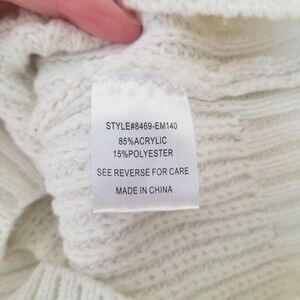 STYLE#8469-EM140
85%ACRYLIC
15%POLYESTER
SEE REVERSE FOR CARE
MADE IN CHINA